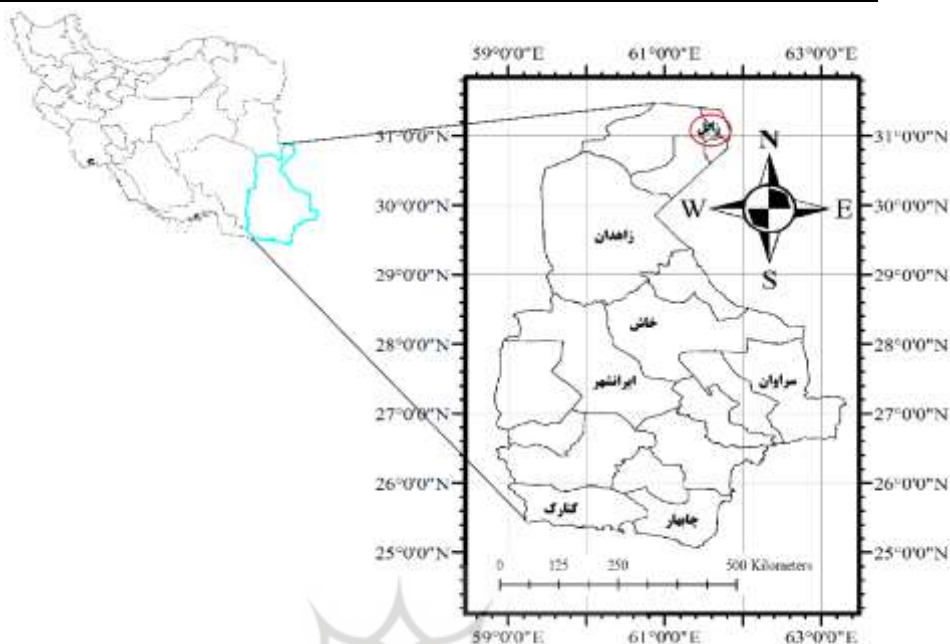 59°0'0"E 61°0'0"E 63°0'0"E
31°0'0"N زابل 31°0'0"N
N
30°0'0"N W E 30°0'0"N
زاهدان
S
29°0'0"N 29°0'0"N
خاش
28°0'0"N 28°0'0"N
ایرانشهر سراوان
27°0'0"N 27°0'0"N
26°0'0"N 26°0'0"N
کنارک چابهار
25°0'0"N 25°0'0"N
0 125 250 500 Kilometers
59°0'0"E 61°0'0"E 63°0'0"E